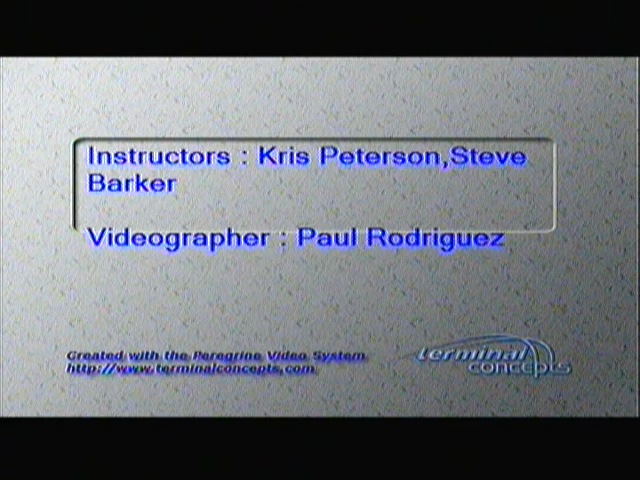 Instructors : Kris Peterson,Steve
Barker
Videographer : Paul Rodriguez
Created with the Peregrine Video System
http://www.terminalconcepts.com
terminal
concepts